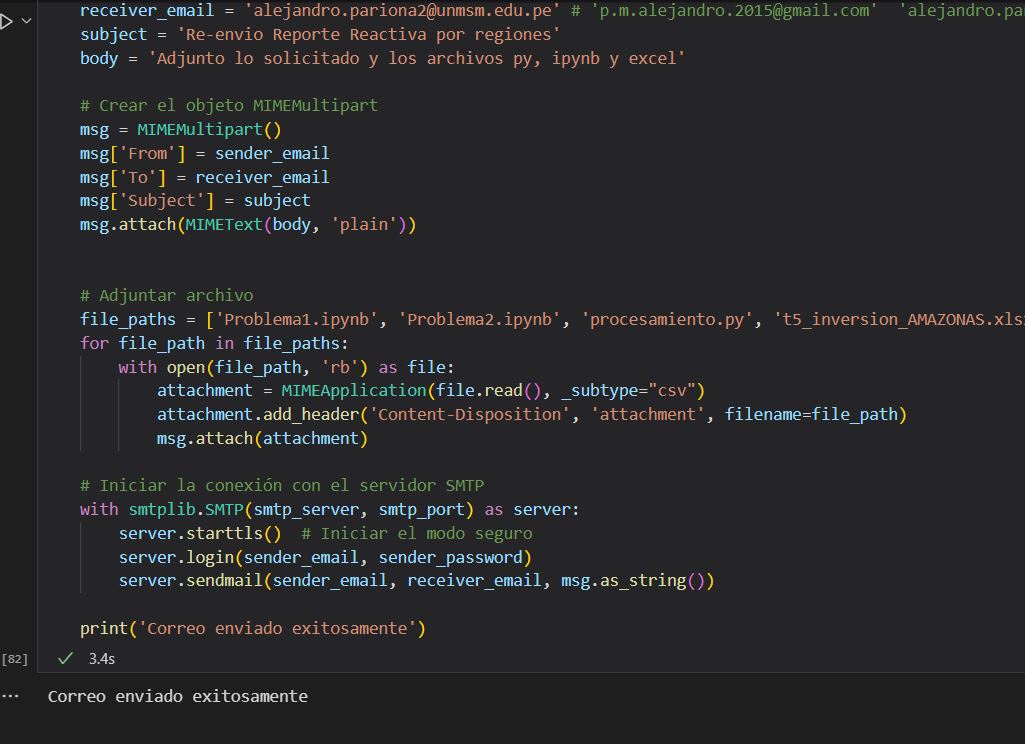 receiver_email = 'alejandro.pariona2@unmsm.edu.pe' # 'p.m.alejandro.2015@gmail.com'  'alejandro.pa
subject = 'Re-envio Reporte Reactiva por regiones'
body = 'Adjunto lo solicitado y los archivos py, ipynb y excel'
# Crear el objeto MIMEMultipart
msg = MIMEMultipart()
msg['From'] = sender_email
msg['To'] = receiver_email
msg['Subject'] = subject
msg.attach(MIMEText(body, 'plain'))
# Adjuntar archivo
file_paths = ['Problema1.ipynb', 'Problema2.ipynb', 'procesamiento.py', 't5_inversion_AMAZONAS.xls
for file_path in file_paths:
    with open(file_path, 'rb') as file:
        attachment = MIMEApplication(file.read(), _subtype="csv")
        attachment.add_header('Content-Disposition', 'attachment', filename=file_path)
        msg.attach(attachment)
# Iniciar la conexión con el servidor SMTP
with smtplib.SMTP(smtp_server, smtp_port) as server:
    server.starttls()  # Iniciar el modo seguro
    server.login(sender_email, sender_password)
    server.sendmail(sender_email, receiver_email, msg.as_string())
print('Correo enviado exitosamente')
[82] ✓ 3.4s
... Correo enviado exitosamente